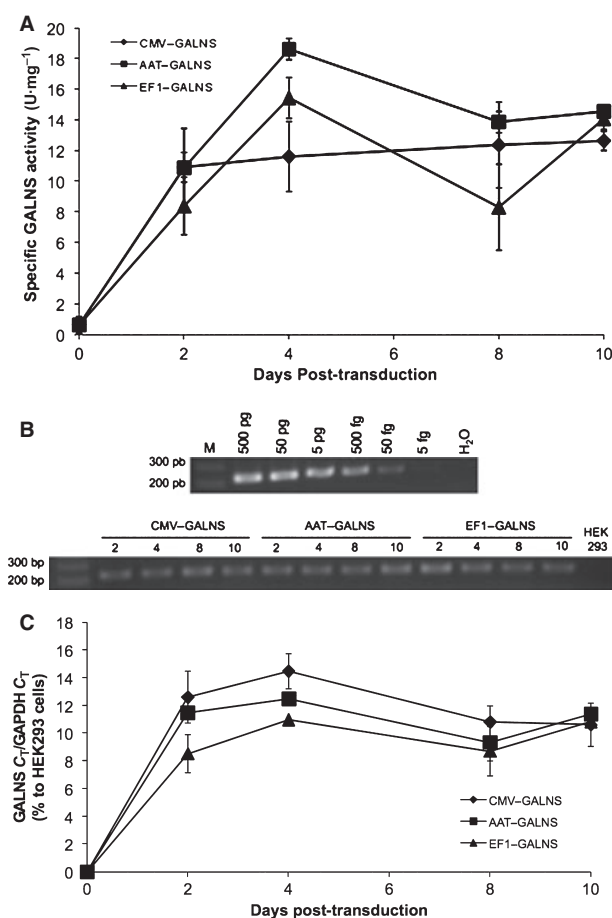 A
Specific GALNS activity (U·mg⁻¹)
20
18
16
14
12
10
8
6
4
2
0
CMV–GALNS
AAT–GALNS
EF1–GALNS
0 2 4 6 8 10
Days Post-transduction
B
M 500 pg 50 pg 5 pg 500 fg 50 fg 5 fg H₂O
300 pb
200 pb
CMV–GALNS AAT–GALNS EF1–GALNS HEK
2 4 8 10 2 4 8 10 2 4 8 10 293
300 bp
200 bp
C
GALNS CT/GAPDH CT
(% to HEK293 cells)
18
16
14
12
10
8
6
4
2
0
CMV–GALNS
AAT–GALNS
EF1–GALNS
0 2 4 6 8 10
Days post-transduction